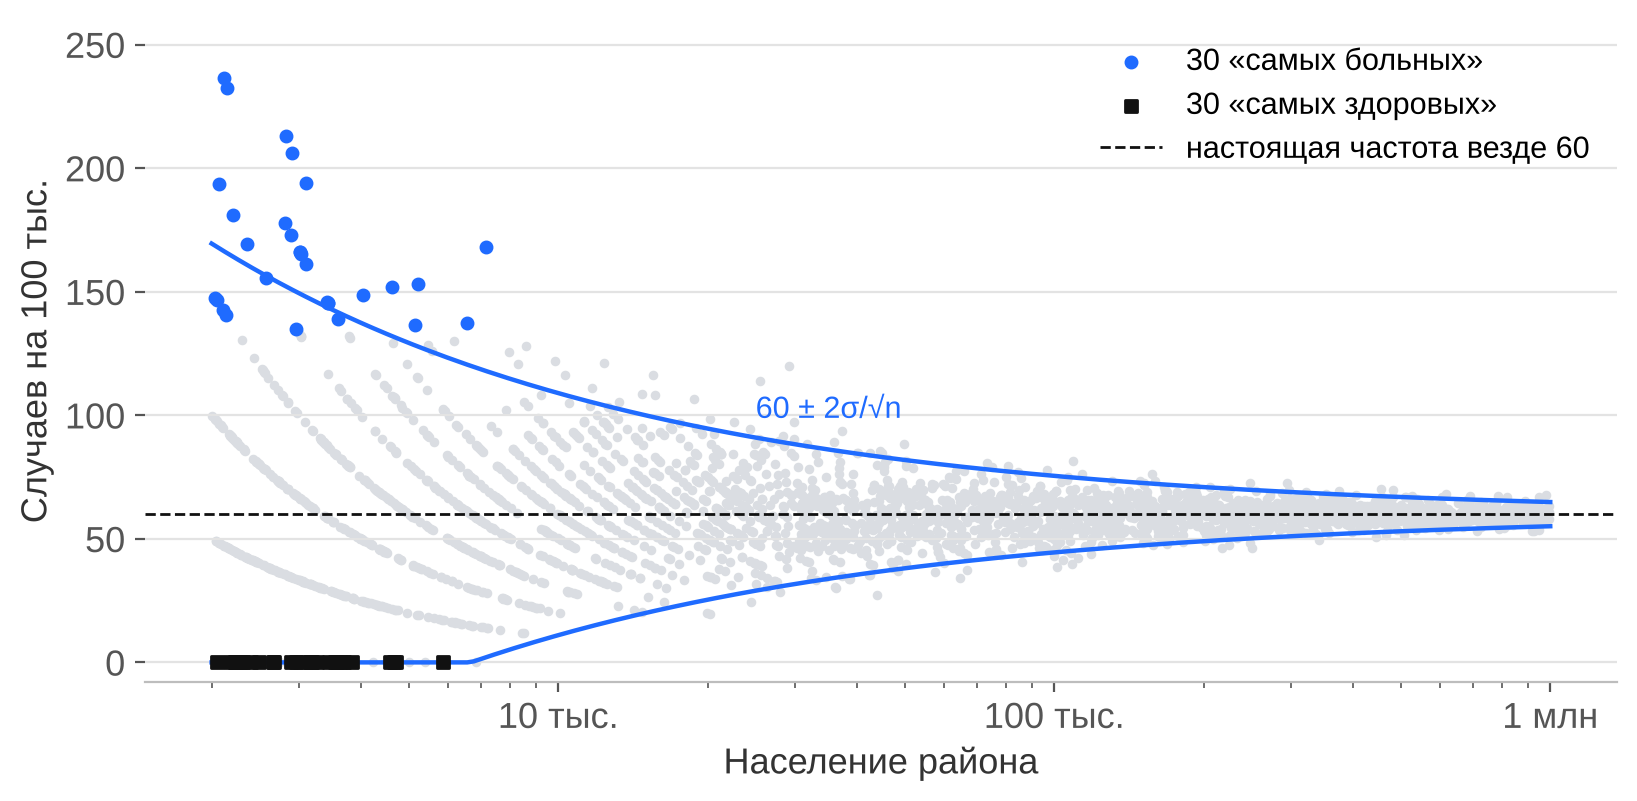 250
200
150
100
50
0
Случаев на 100 тыс.
30 «самых больных»
30 «самых здоровых»
настоящая частота везде 60
60 ± 2σ/√n
10 тыс.
100 тыс.
1 млн
Население района